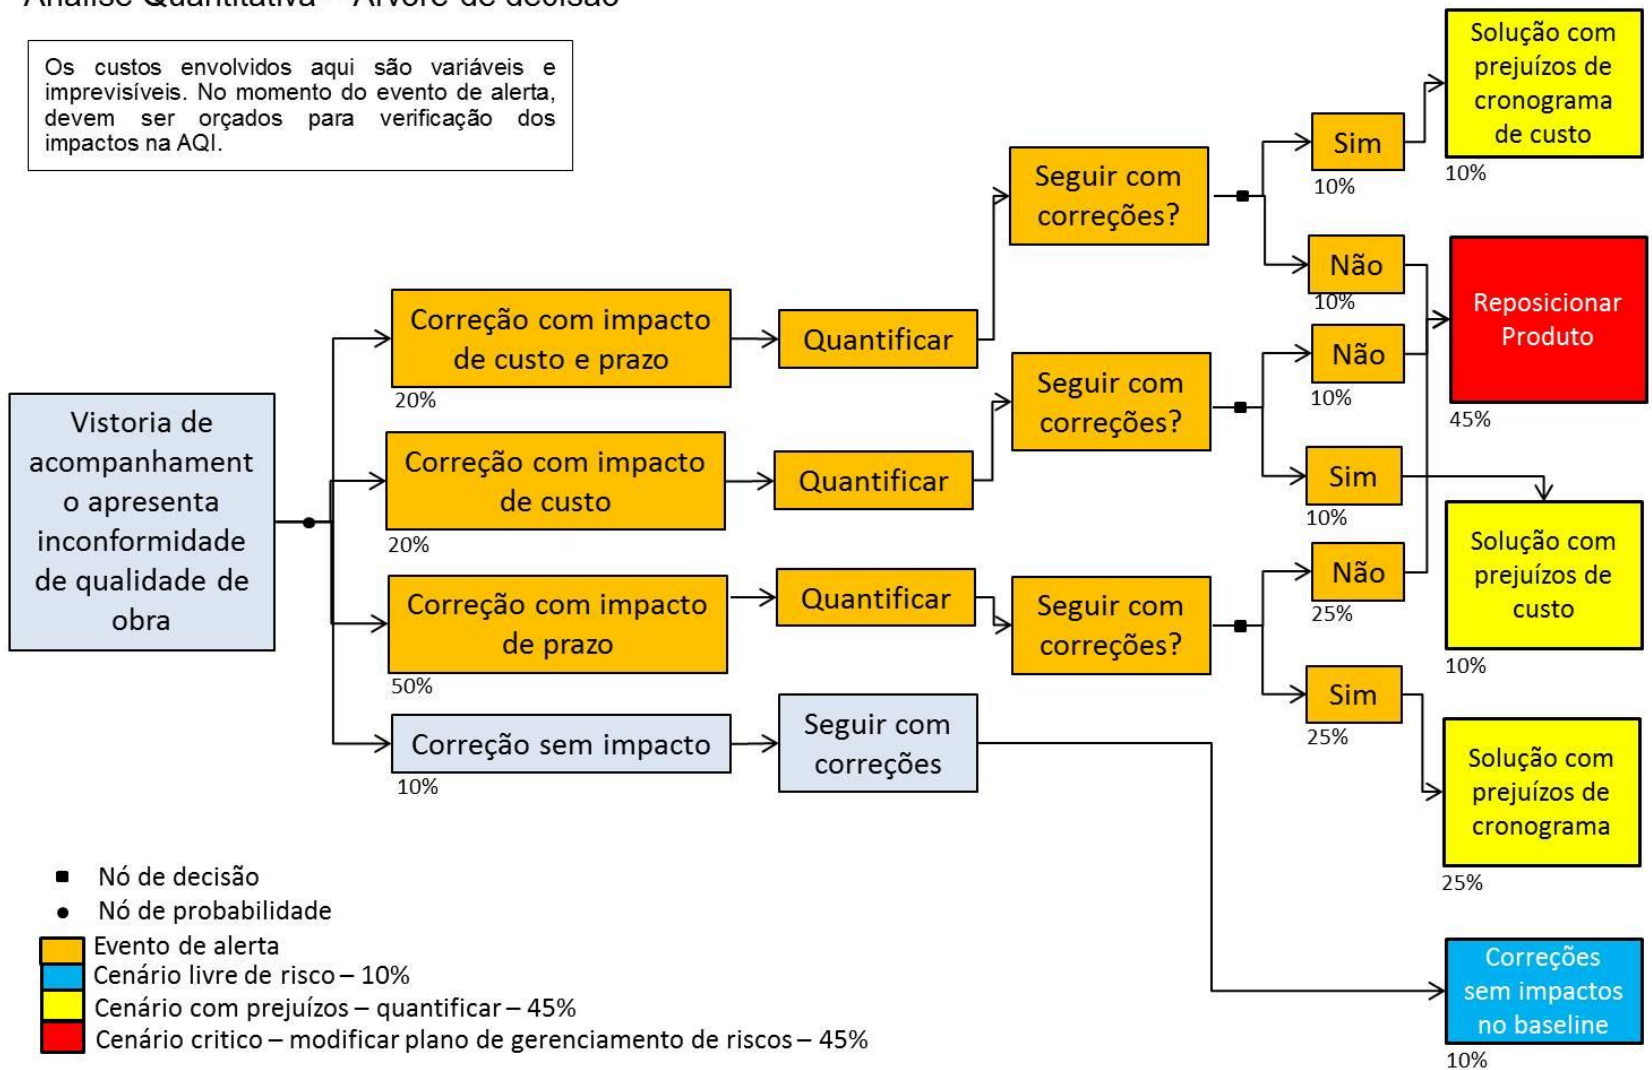 Análise Quantitativa – Árvore de decisão
Os custos envolvidos aqui são variáveis e
imprevisíveis. No momento do evento de alerta,
devem ser orçados para verificação dos
impactos na AQI.
Vistoria de
acompanhament
o apresenta
inconformidade
de qualidade de
obra
Correção com impacto
de custo e prazo
20%
Quantificar
Seguir com
correções?
Sim
10%
Não
10%
Solução com
prejuízos de
cronograma
de custo
10%
Correção com impacto
de custo
20%
Quantificar
Seguir com
correções?
Não
10%
Sim
10%
Reposicionar
Produto
45%
Solução com
prejuízos de
custo
10%
Correção com impacto
de prazo
50%
Quantificar
Seguir com
correções?
Não
25%
Sim
25%
Solução com
prejuízos de
cronograma
25%
Correção sem impacto
10%
Seguir com
correções
Correções
sem impactos
no baseline
10%
Nó de decisão
Nó de probabilidade
Evento de alerta
Cenário livre de risco – 10%
Cenário com prejuízos – quantificar – 45%
Cenário critico – modificar plano de gerenciamento de riscos – 45%